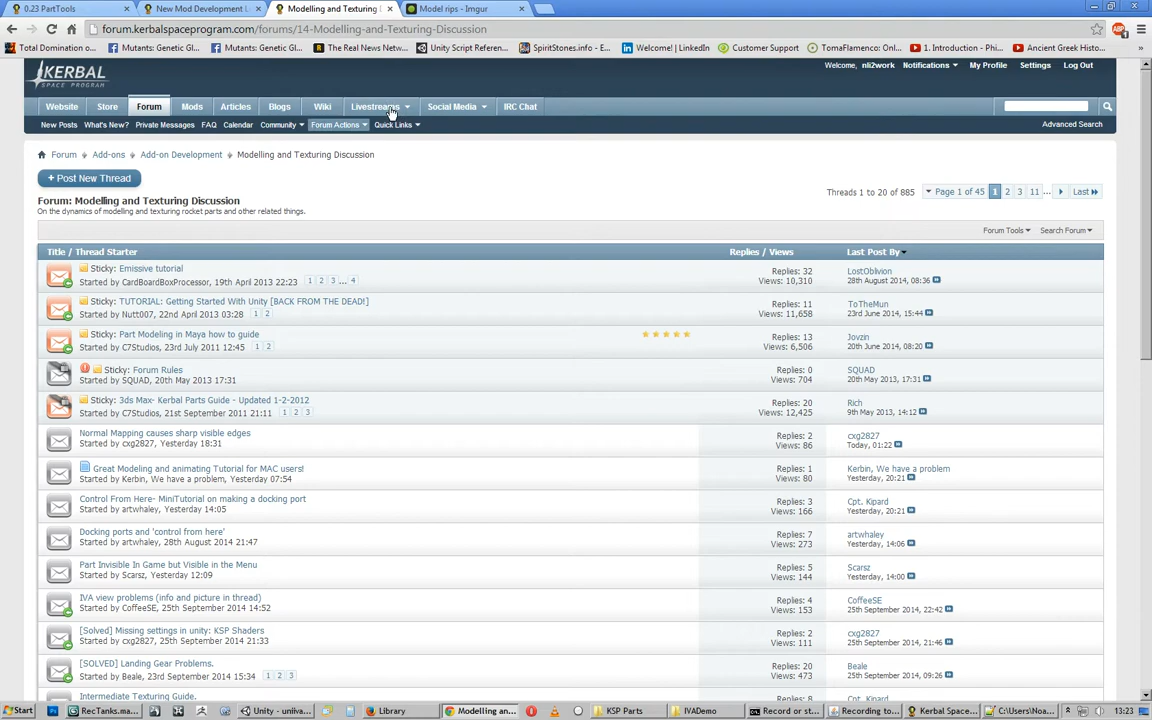 0.23 PartTools
New Mod Development L
Modelling and Texturing
Model rips - Imgur
forum.kerbalspaceprogram.com/forums/14-Modelling-and-Texturing-Discussion
Total Domination o...
Mutants: Genetic Gl...
Mutants: Genetic Gl...
The Real News Netw...
Unity Script Referen...
SpiritStones.info - E...
Welcome! | LinkedIn
Customer Support
TomaFlamenco: Onl...
1. Introduction - Phi...
Ancient Greek Histo...
KERBAL
SPACE PROGRAM
Welcome, nli2work Notifications My Profile Settings Log Out
Website Store Forum Mods Articles Blogs Wiki Livestreams Social Media IRC Chat
New Posts What's New? Private Messages FAQ Calendar Community Forum Actions Quick Links Advanced Search
Forum Add-ons Add-on Development Modelling and Texturing Discussion
+ Post New Thread
Threads 1 to 20 of 885 Page 1 of 45 1 2 3 11 ... Last
Forum: Modelling and Texturing Discussion
On the dynamics of modelling and texturing rocket parts and other related things.
Forum Tools Search Forum
Title / Thread Starter Replies / Views Last Post By
Sticky: Emissive tutorial Replies: 32 LostOblivion
Started by CardBoardBoxProcessor, 19th April 2013 22:23 1 2 3 ... 4 Views: 10,310 28th August 2014, 08:36
Sticky: TUTORIAL: Getting Started With Unity [BACK FROM THE DEAD!] Replies: 11 ToTheMun
Started by Nutt007, 22nd April 2013 03:28 1 2 Views: 11,658 23rd June 2014, 15:44
Sticky: Part Modeling in Maya how to guide Replies: 13 Jovzin
Started by C7Studios, 23rd July 2011 12:45 1 2 Views: 6,506 20th June 2014, 08:20
Sticky: Forum Rules Replies: 0 SQUAD
Started by SQUAD, 20th May 2013 17:31 Views: 704 20th May 2013, 17:31
Sticky: 3ds Max- Kerbal Parts Guide - Updated 1-2-2012 Replies: 20 Rich
Started by C7Studios, 21st September 2011 21:11 1 2 3 Views: 12,425 9th May 2013, 14:12
Normal Mapping causes sharp visible edges Replies: 2 cxg2827
Started by cxg2827, Yesterday 18:31 Views: 86 Today, 01:22
Great Modeling and animating Tutorial for MAC users! Replies: 1 Kerbin, We have a problem
Started by Kerbin, We have a problem, Yesterday 07:54 Views: 80 Yesterday, 20:21
Control From Here- MiniTutorial on making a docking port Replies: 3 Cpt. Kipard
Started by artwhaley, Yesterday 14:05 Views: 166 Yesterday, 20:21
Docking ports and 'control from here' Replies: 7 artwhaley
Started by artwhaley, 28th August 2014 21:47 Views: 273 Yesterday, 14:06
Part Invisible In Game but Visible in the Menu Replies: 5 Scarsz
Started by Scarsz, Yesterday 12:09 Views: 144 Yesterday, 14:00
IVA view problems (info and picture in thread) Replies: 4 CoffeeSE
Started by CoffeeSE, 25th September 2014 14:52 Views: 153 25th September 2014, 22:42
[Solved] Missing settings in unity: KSP Shaders Replies: 2 cxg2827
Started by cxg2827, 25th September 2014 21:33 Views: 111 25th September 2014, 21:46
[SOLVED] Landing Gear Problems. Replies: 20 Beale
Started by Beale, 23rd September 2014 15:34 1 2 3 Views: 473 25th September 2014, 09:26
Intermediate Texturing Guide. Replies: 8 Cpt. Kipard
Start RecTanks.ma... Unity - univa... Library Modelling an... KSP Parts IVADemo Record or st... Recording to... Kerbal Spac... C:\Users\Noa... 13:23